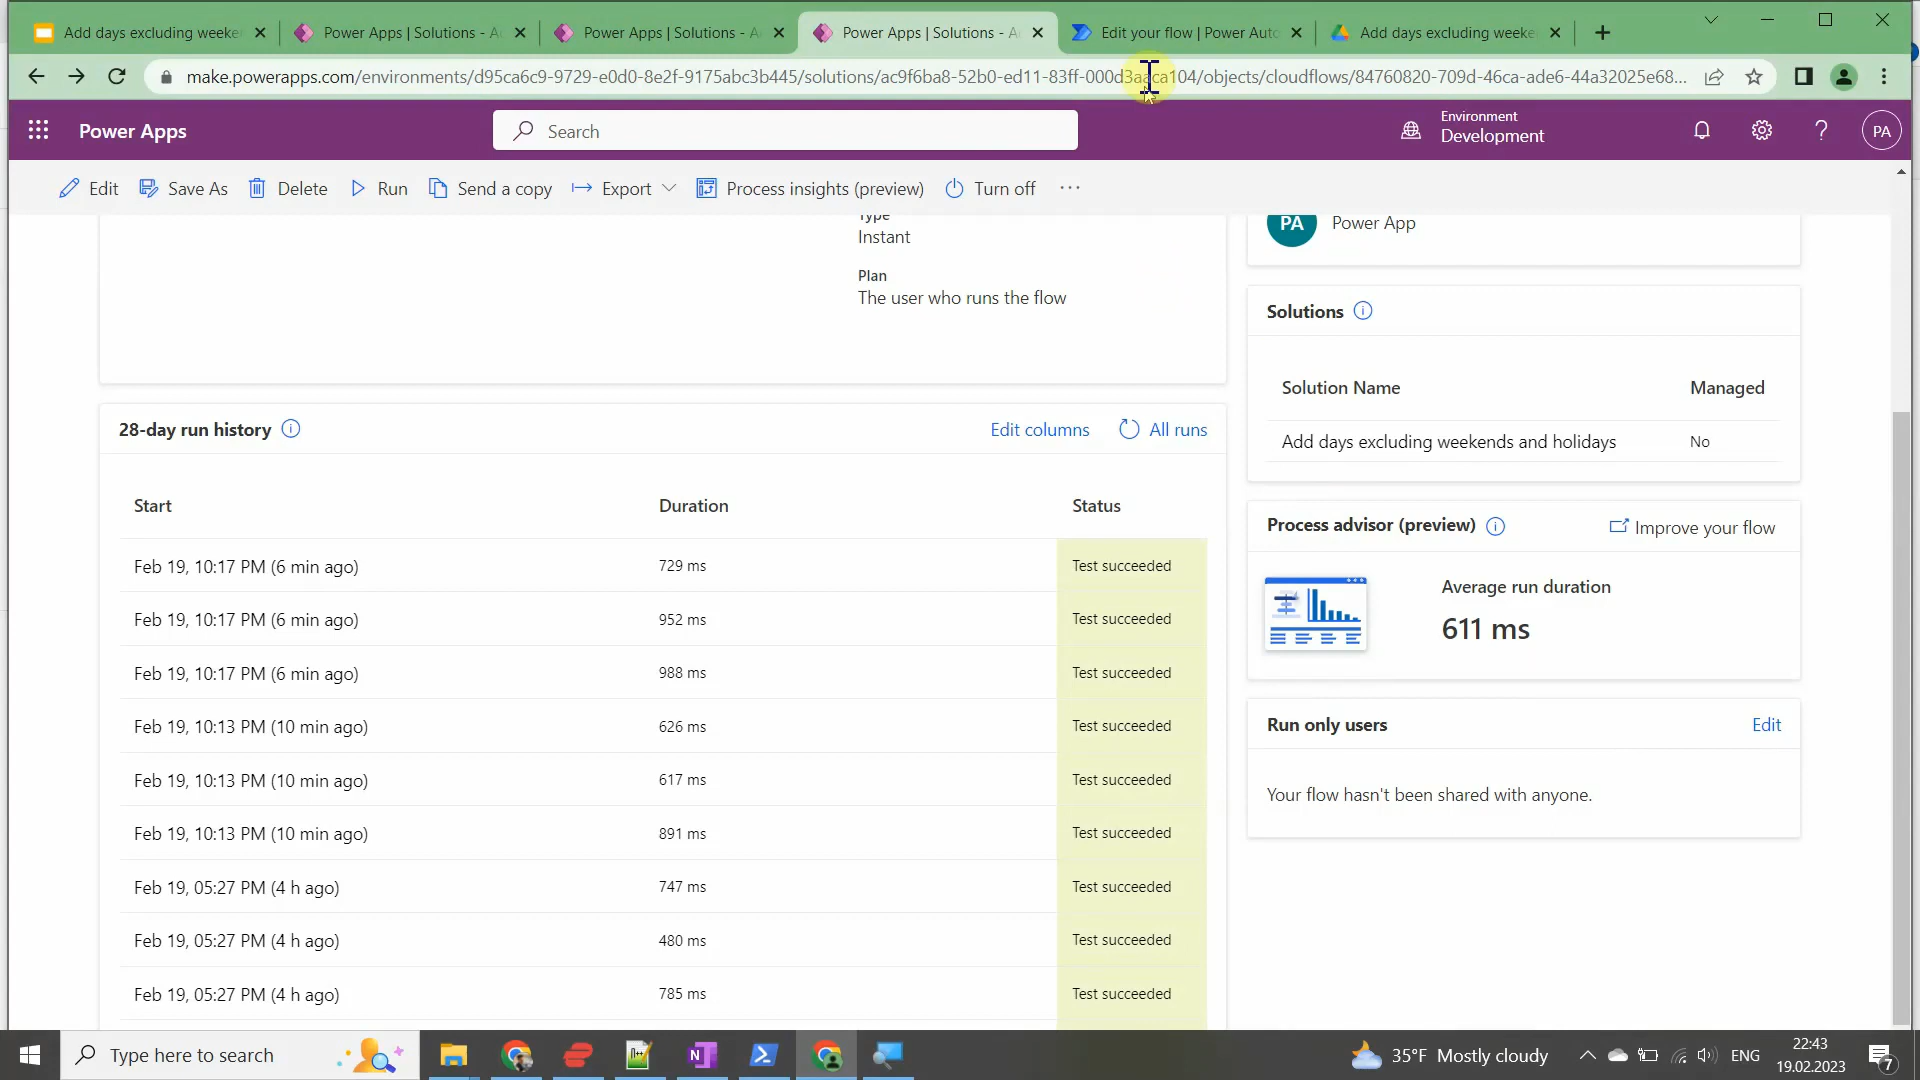 Add days excluding weeke
Power Apps | Solutions - A
Power Apps | Solutions - A
Power Apps | Solutions - A
Edit your flow | Power Auto
Add days excluding weeke
make.powerapps.com/environments/d95ca6c9-9729-e0d0-8e2f-9175abc3b445/solutions/ac9f6ba8-52b0-ed11-83ff-000d3aaca104/objects/cloudflows/84760820-709d-46ca-ade6-44a32025e68...
Power Apps
Search
Environment
Development
PA
Edit
Save As
Delete
Run
Send a copy
Export
Process insights (preview)
Turn off
Type
Instant
Plan
The user who runs the flow
PA
Power App
Solutions
Solution Name Managed
Add days excluding weekends and holidays No
28-day run history
Edit columns
All runs
Start Duration Status
Feb 19, 10:17 PM (6 min ago) 729 ms Test succeeded
Feb 19, 10:17 PM (6 min ago) 952 ms Test succeeded
Feb 19, 10:17 PM (6 min ago) 988 ms Test succeeded
Feb 19, 10:13 PM (10 min ago) 626 ms Test succeeded
Feb 19, 10:13 PM (10 min ago) 617 ms Test succeeded
Feb 19, 10:13 PM (10 min ago) 891 ms Test succeeded
Feb 19, 05:27 PM (4 h ago) 747 ms Test succeeded
Feb 19, 05:27 PM (4 h ago) 480 ms Test succeeded
Feb 19, 05:27 PM (4 h ago) 785 ms Test succeeded
Process advisor (preview)
Improve your flow
Average run duration
611 ms
Run only users
Edit
Your flow hasn't been shared with anyone.
Type here to search
35°F Mostly cloudy
ENG
22:43
19.02.2023
7